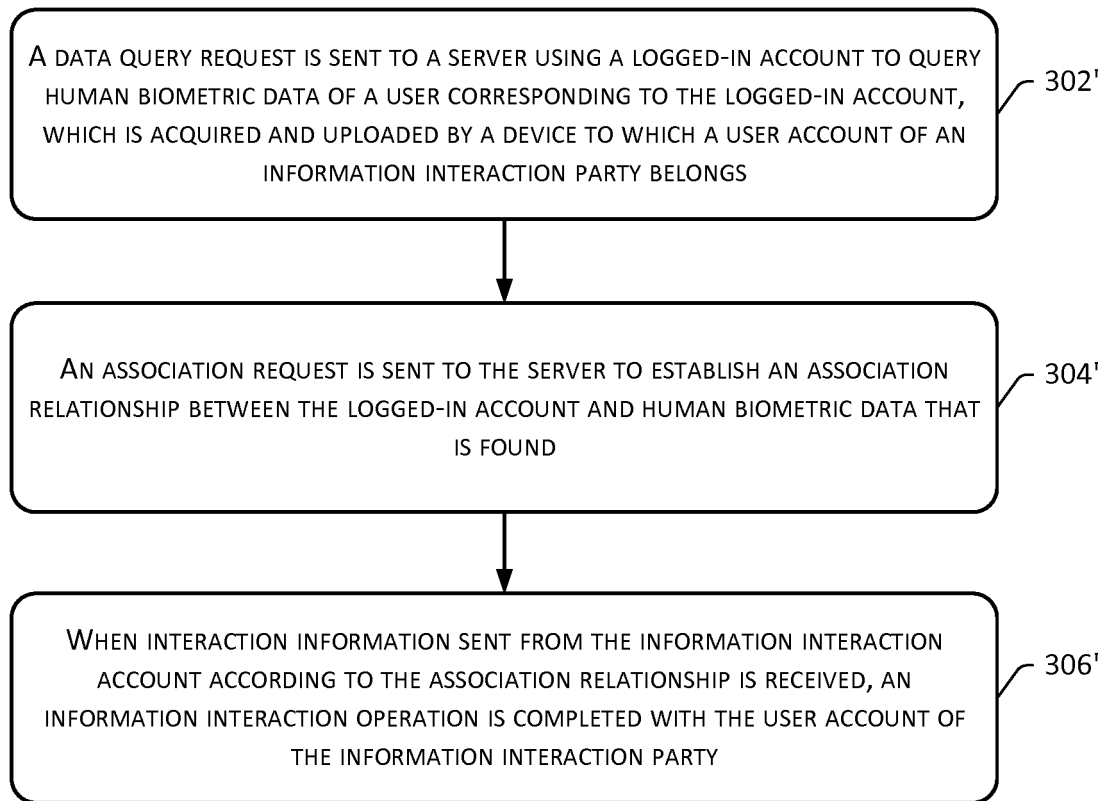 A DATA QUERY REQUEST IS SENT TO A SERVER USING A LOGGED-IN ACCOUNT TO QUERY
HUMAN BIOMETRIC DATA OF A USER CORRESPONDING TO THE LOGGED-IN ACCOUNT,
WHICH IS ACQUIRED AND UPLOADED BY A DEVICE TO WHICH A USER ACCOUNT OF AN
INFORMATION INTERACTION PARTY BELONGS
302'
AN ASSOCIATION REQUEST IS SENT TO THE SERVER TO ESTABLISH AN ASSOCIATION
RELATIONSHIP BETWEEN THE LOGGED-IN ACCOUNT AND HUMAN BIOMETRIC DATA THAT
IS FOUND
304'
WHEN INTERACTION INFORMATION SENT FROM THE INFORMATION INTERACTION
ACCOUNT ACCORDING TO THE ASSOCIATION RELATIONSHIP IS RECEIVED, AN
INFORMATION INTERACTION OPERATION IS COMPLETED WITH THE USER ACCOUNT OF
THE INFORMATION INTERACTION PARTY
306'